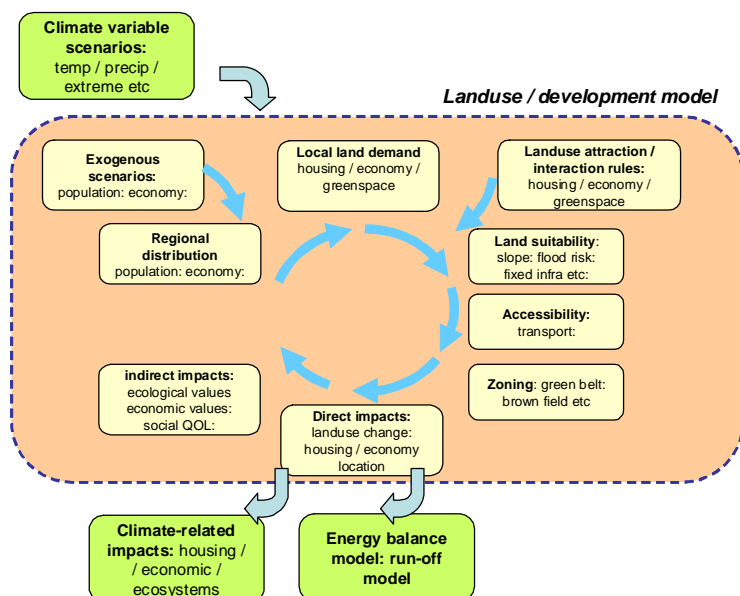 Climate variable
scenarios:
temp / precip /
extreme etc
Landuse / development model
Exogenous
scenarios:
population: economy:
Local land demand
housing / economy /
greenspace
Landuse attraction /
interaction rules:
housing / economy /
greenspace
Regional
distribution
population: economy:
Land suitability:
slope: flood risk:
fixed infra etc:
Accessibility:
transport:
indirect impacts:
ecological values
economic values:
social QOL:
Zoning: green belt:
brown field etc
Direct impacts:
landuse change:
housing / economy
location
Climate-related
impacts: housing /
/ economic /
ecosystems
Energy balance
model: run-off
model